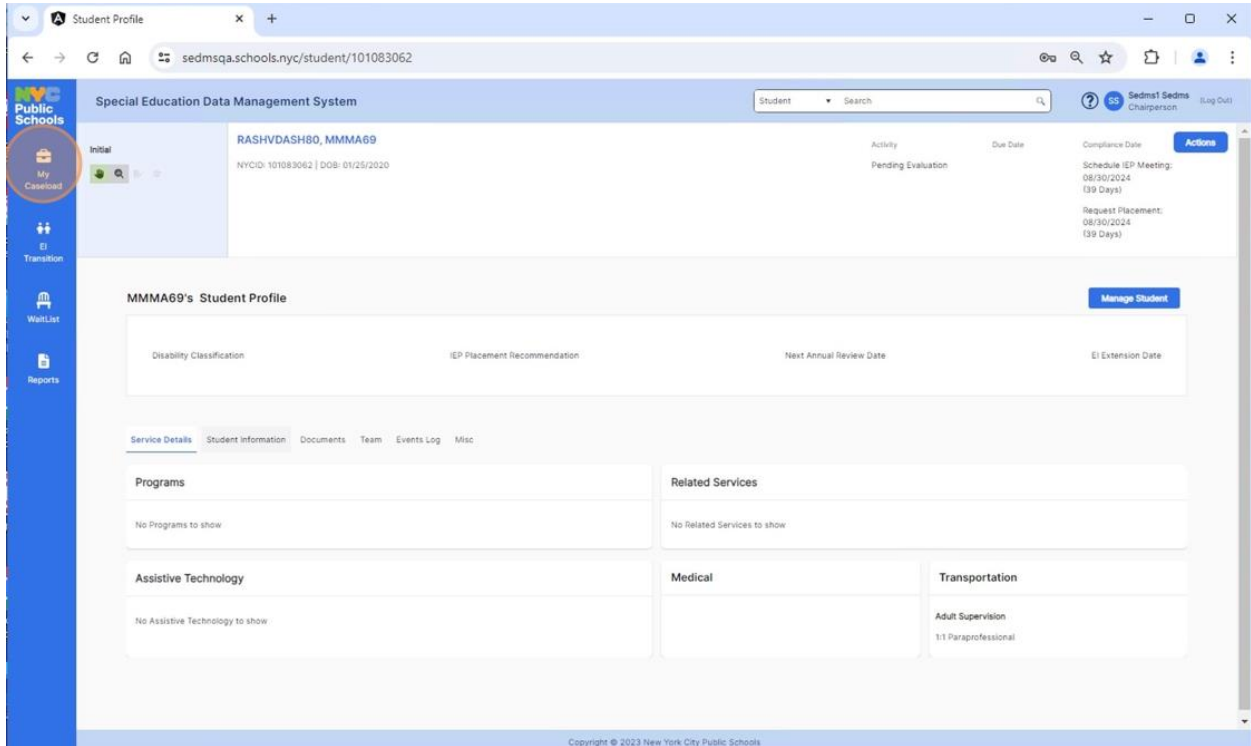 Student Profile
sedmsqa.schools.nyc/student/101083062
NYC
Public
Schools
Special Education Data Management System
Student
Search
SS
Sedms1 Sedms
Chairperson
(Log Out)
My
Caseload
EI
Transition
WaitList
Reports
Initial
RASHVDASH80, MMMA69
NYCID: 101083062 | DOB: 01/25/2020
Activity
Pending Evaluation
Due Date
Compliance Date
Schedule IEP Meeting:
08/30/2024
(39 Days)
Request Placement:
08/30/2024
(39 Days)
Actions
MMMA69's Student Profile
Manage Student
Disability Classification
IEP Placement Recommendation
Next Annual Review Date
EI Extension Date
Service Details Student Information Documents Team Events Log Misc
Programs
No Programs to show
Related Services
No Related Services to show
Assistive Technology
No Assistive Technology to show
Medical
Transportation
Adult Supervision
1:1 Paraprofessional
Copyright © 2023 New York City Public Schools